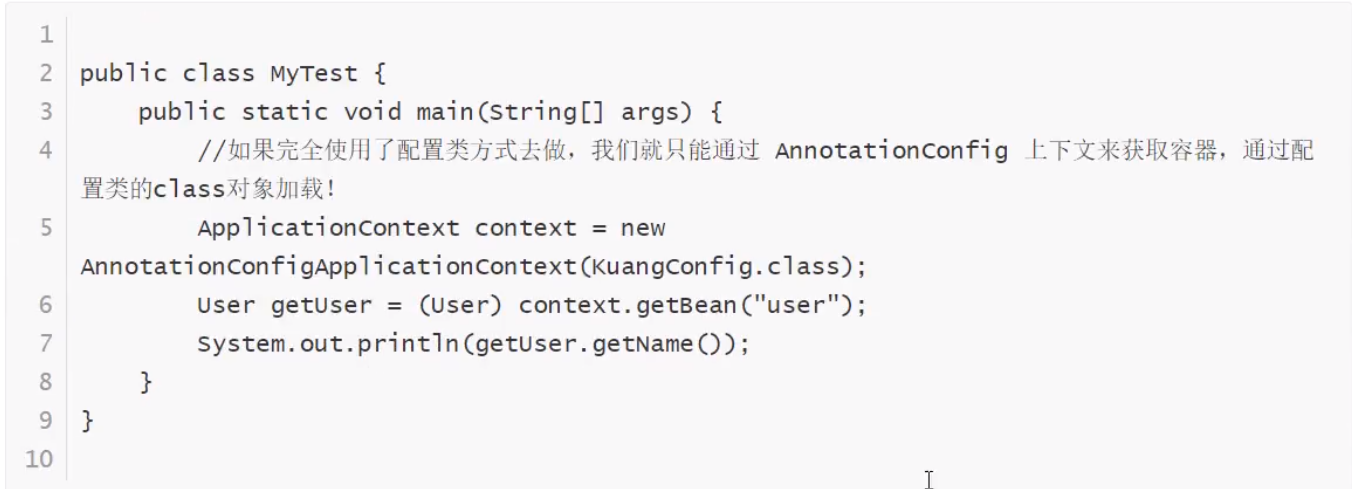 1
2 public class MyTest {
3 public static void main(String[] args) {
4 //如果完全使用了配置类方式去做，我们就只能通过 AnnotationConfig 上下文来获取容器，通过配
置类的class对象加载！
5 ApplicationContext context = new
AnnotationConfigApplicationContext(KuangConfig.class);
6 User getUser = (User) context.getBean("user");
7 System.out.println(getUser.getName());
8 }
9 }
10